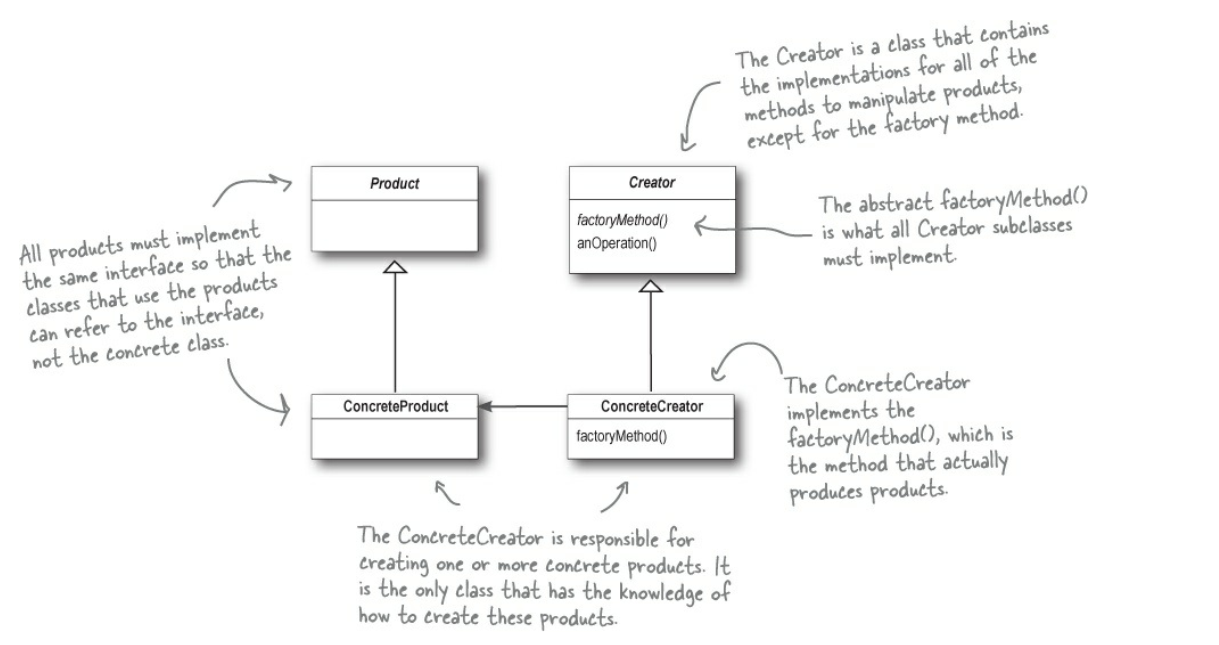 The Creator is a class that contains
the implementations for all of the
methods to manipulate products,
except for the factory method.
Product
Creator
factoryMethod()
anOperation()
The abstract factoryMethod()
is what all Creator subclasses
must implement.
All products must implement
the same interface so that the
classes that use the products
can refer to the interface,
not the concrete class.
ConcreteProduct
ConcreteCreator
factoryMethod()
The ConcreteCreator
implements the
factoryMethod(), which is
the method that actually
produces products.
The ConcreteCreator is responsible for
creating one or more concrete products. It
is the only class that has the knowledge of
how to create these products.